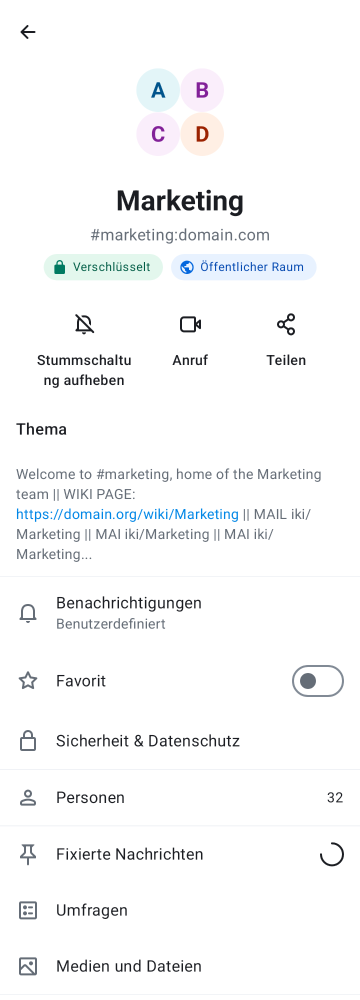 A B
C D
Marketing
#marketing:domain.com
Verschlüsselt Öffentlicher Raum
Stummschaltu
ng aufheben
Anruf
Teilen
Thema
Welcome to #marketing, home of the Marketing
team || WIKI PAGE:
https://domain.org/wiki/Marketing || MAIL iki/
Marketing || MAI iki/Marketing || MAI iki/
Marketing...
Benachrichtigungen
Benutzerdefiniert
Favorit
Sicherheit & Datenschutz
Personen 32
Fixierte Nachrichten
Umfragen
Medien und Dateien